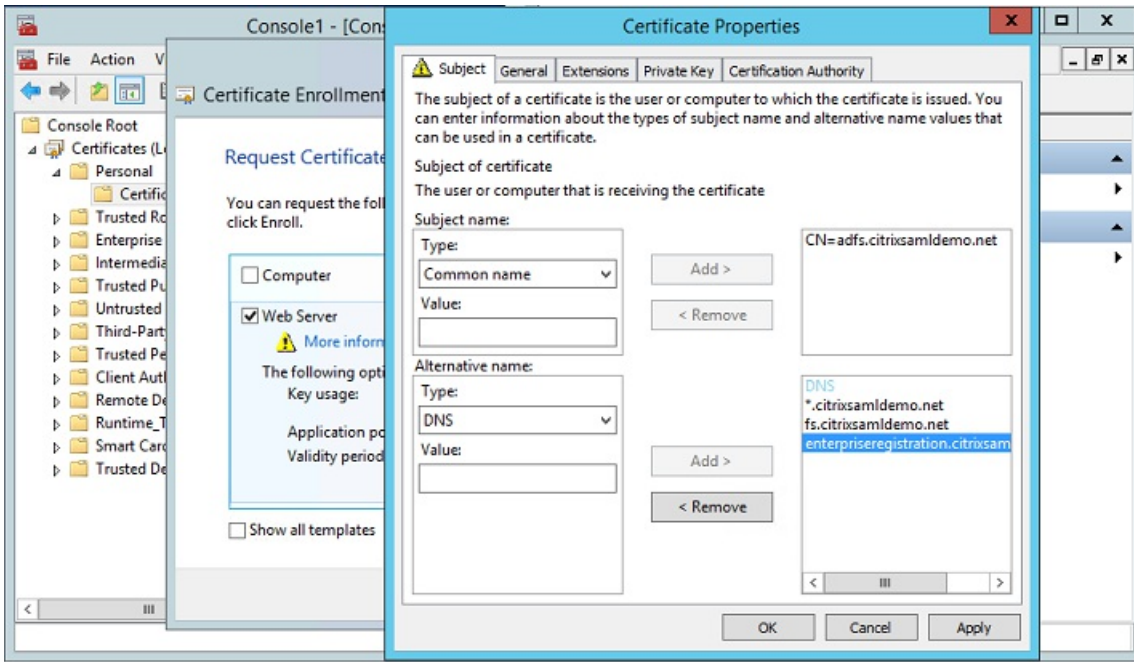 Console1 - [Cons
File Action V
Console Root
Certificates (L
Personal
Certific
Trusted Ro
Enterprise
Intermedia
Trusted Pu
Untrusted
Third-Part
Trusted Pe
Client Auth
Remote De
Runtime_T
Smart Card
Trusted De
Certificate Enrollment
Request Certificate
You can request the foll
click Enroll.
Computer
Web Server
More inform
The following opti
Key usage:
Application po
Validity period
Show all templates
Certificate Properties
Subject General Extensions Private Key Certification Authority
The subject of a certificate is the user or computer to which the certificate is issued. You
can enter information about the types of subject name and alternative name values that
can be used in a certificate.
Subject of certificate
The user or computer that is receiving the certificate
Subject name:
Type:
Common name
Value:
Add >
< Remove
CN=adfs.citrixsamldemo.net
Alternative name:
Type:
DNS
Value:
Add >
< Remove
DNS
*.citrixsamldemo.net
fs.citrixsamldemo.net
enterpriseregistration.citrixsam
OK Cancel Apply